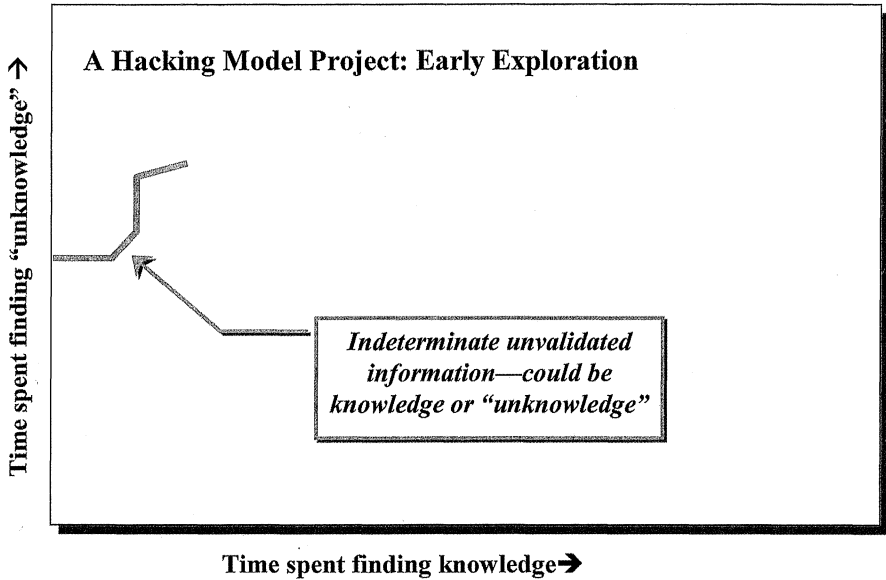 A Hacking Model Project: Early Exploration
Time spent finding “unknowledge” →
Indeterminate unvalidated
information—could be
knowledge or “unknowledge”
Time spent finding knowledge→